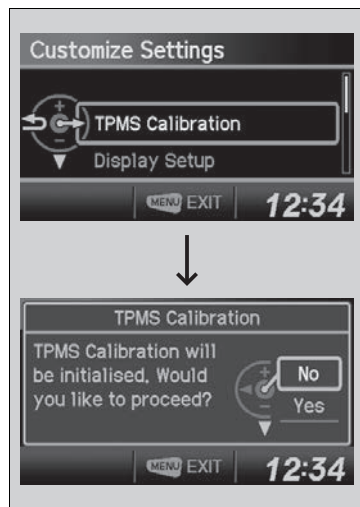 Customize Settings
+
TPMS Calibration
−
Display Setup
MENU EXIT 12:34
TPMS Calibration
TPMS Calibration will
be initialised, Would
you like to proceed?
+
No
−
Yes
MENU EXIT 12:34